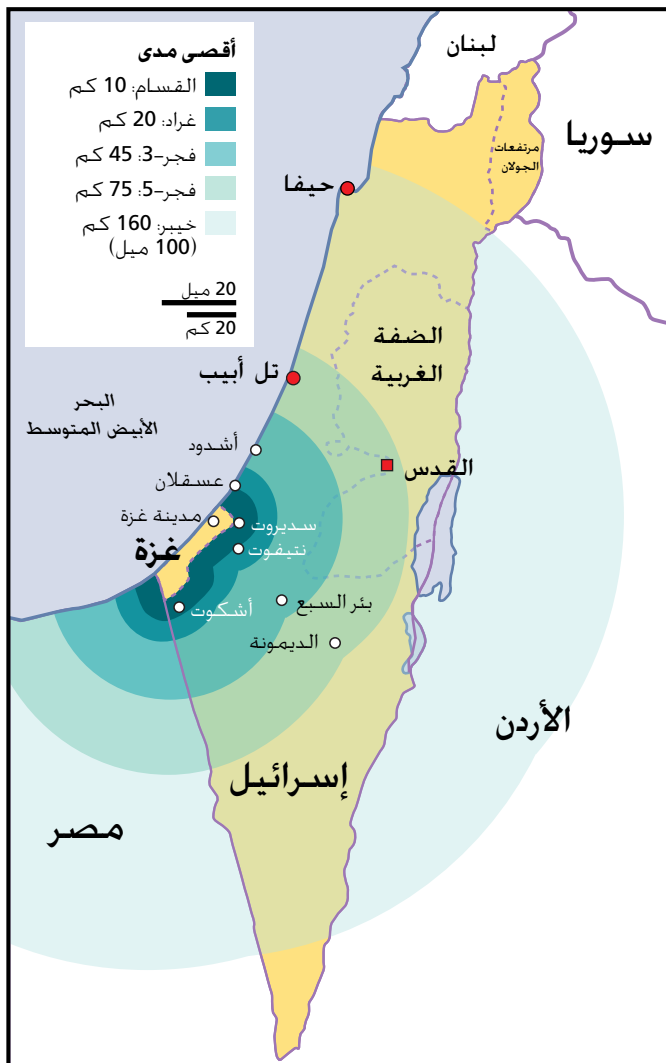 أقصى مدى
القسام: 10 كم
غراد: 20 كم
فجر-3: 45 كم
فجر-5: 75 كم
خيبر: 160 كم
(100 ميل)
20 ميل
20 كم
لبنان
سوريا
مرتفعات
الجولان
حيفا
الضفة
الغربية
تل أبيب
البحر
الأبيض المتوسط
أشدود
القدس
عسقلان
مدينة غزة
سديروت
غزة
نتيفوت
أشكوت
بئر السبع
الديمونة
الأردن
إسرائيل
مصر